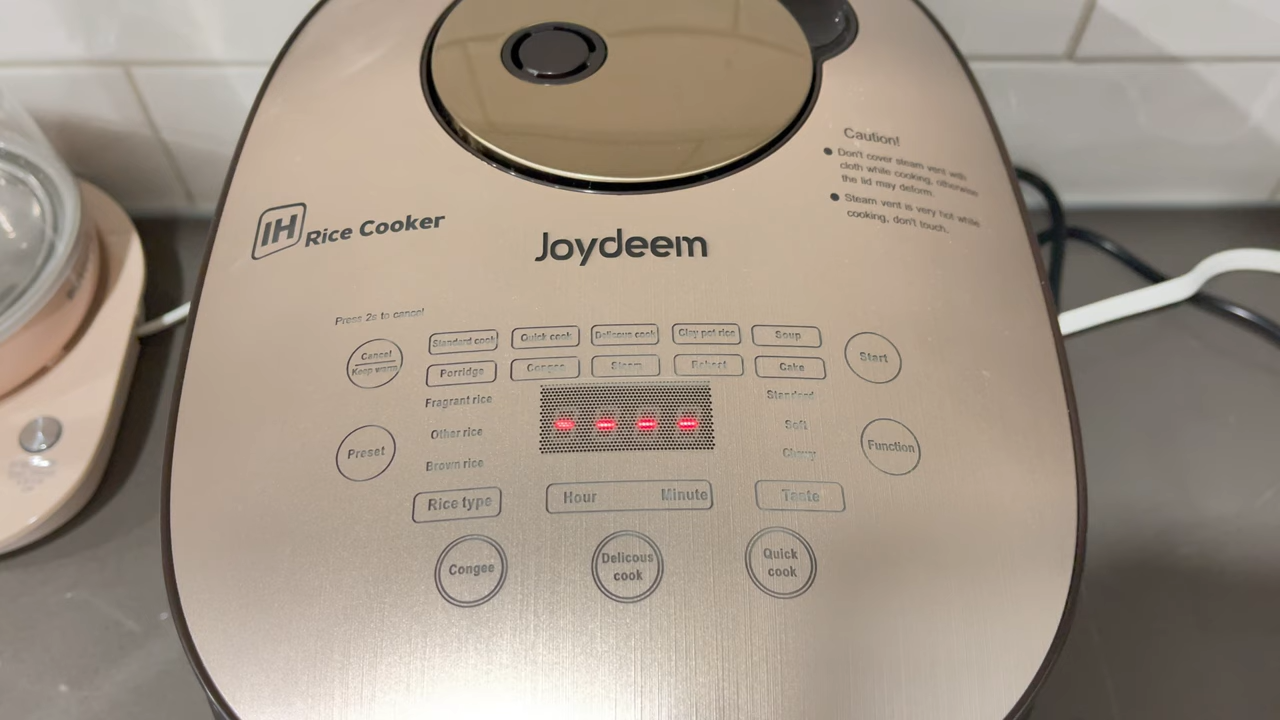 Caution!
Don't cover steam vent with
cloth while cooking, otherwise
the lid may deform.
Steam vent is very hot while
cooking, don't touch.
IH Rice Cooker
Joydeem
Press 2s to cancel
Standard cook Quick cook Delicous cook Clay pot rice Soup
Cancel
Keep warm
Start
Porridge Congee Steam Reheat Cake
Fragrant rice
Standard
Other rice
Soft
Preset
Function
Brown rice
Chewy
Rice type
Hour Minute
Taste
Congee
Delicous
cook
Quick
cook